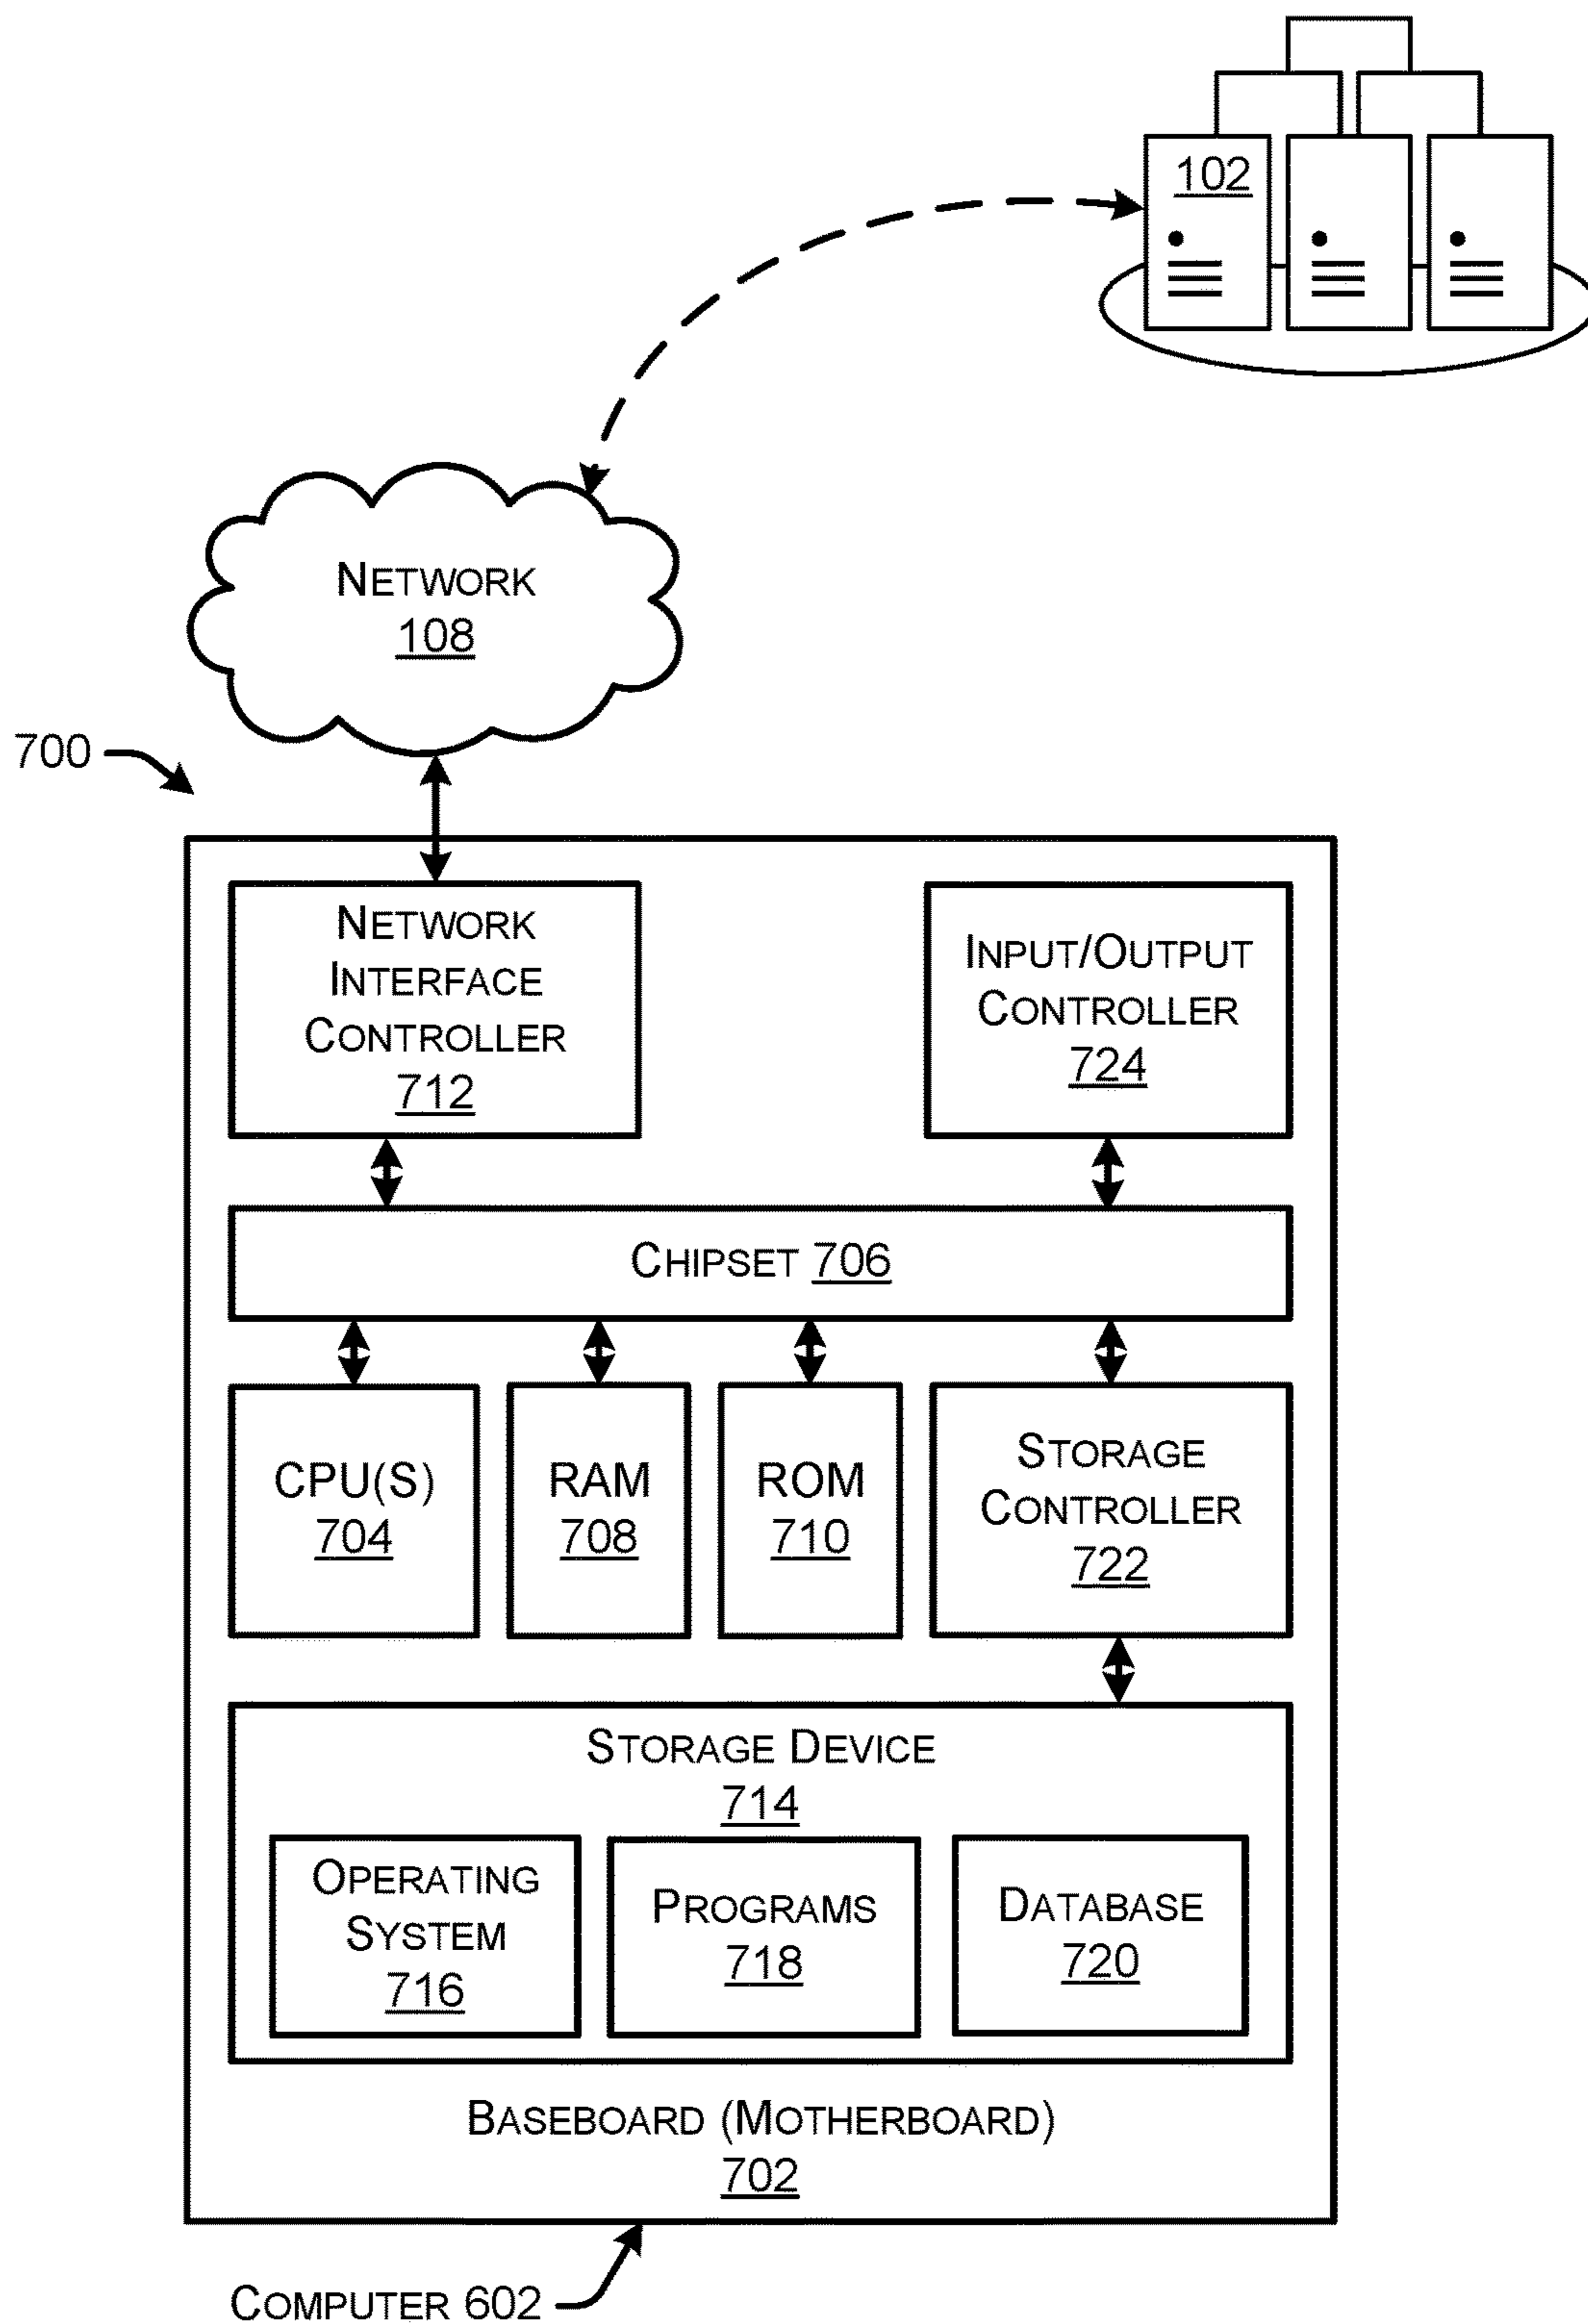 102
NETWORK
108
700
NETWORK
INTERFACE
CONTROLLER
712
INPUT/OUTPUT
CONTROLLER
724
CHIPSET 706
CPU(S)
704
RAM
708
ROM
710
STORAGE
CONTROLLER
722
STORAGE DEVICE
714
OPERATING
SYSTEM
716
PROGRAMS
718
DATABASE
720
BASEBOARD (MOTHERBOARD)
702
COMPUTER 602